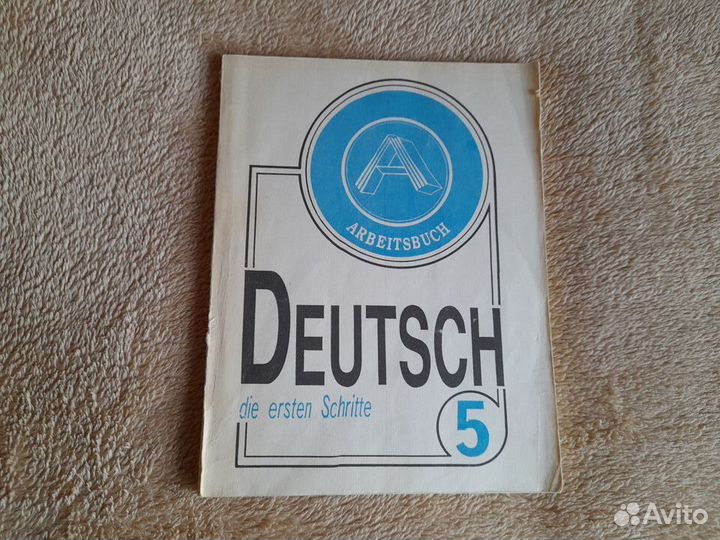 A
ARBEITSBUCH
DEUTSCH
die ersten Schritte
5
Avito